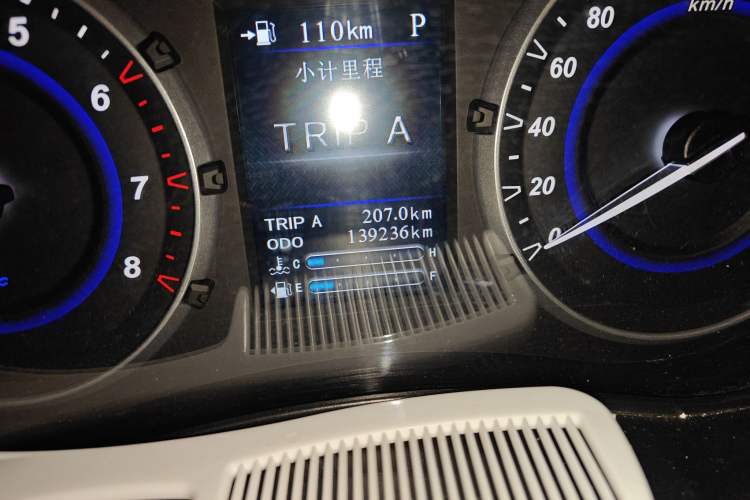 110km P
小计里程
TRIP A
TRIP A 207.0km
ODO 139236km
C H
E F
5
6
7
8
km/h
80
60
40
20
0